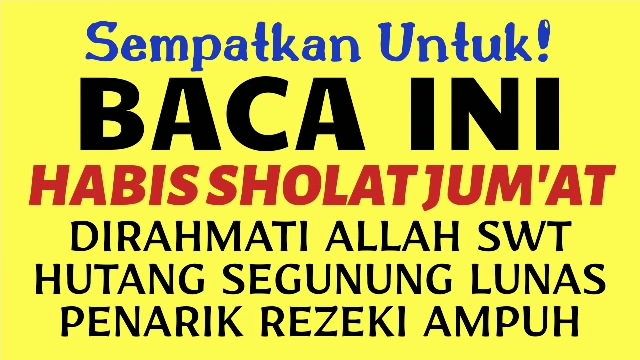 Sempatkan Untuk!
BACA INI
HABIS SHOLAT JUM'AT
DIRAHMATI ALLAH SWT
HUTANG SEGUNUNG LUNAS
PENARIK REZEKI AMPUH